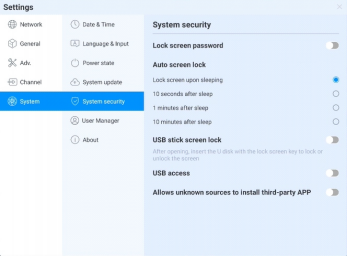 Settings
Network
General
Adv.
Channel
System
Date & Time
Language & Input
Power state
System update
System security
User Manager
About
System security
Lock screen password
Auto screen lock
Lock screen upon sleeping
10 seconds after sleep
1 minutes after sleep
10 minutes after sleep
USB stick screen lock
After opening, insert the U disk with the lock screen key to lock or
unlock the screen
USB access
Allows unknown sources to install third-party APP